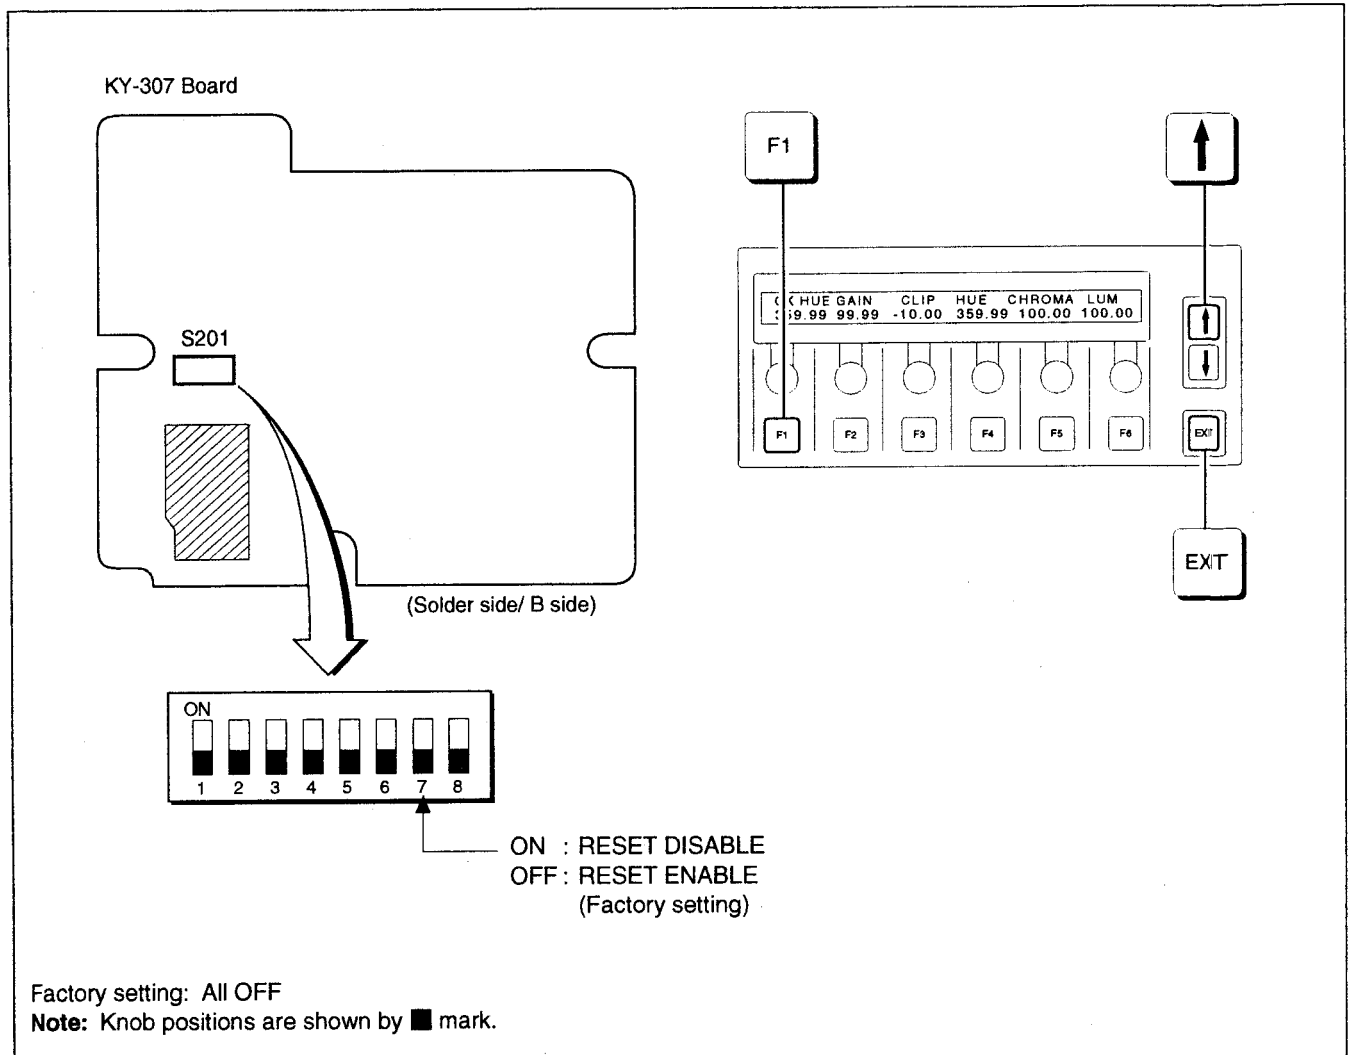 KY-307 Board
F1
S201
HUE GAIN CLIP HUE CHROMA LUM
99.99 -10.00 359.99 100.00 100.00
F1 F2 F3 F4 F5 F6 EXIT
EXIT
(Solder side/ B side)
ON
1 2 3 4 5 6 7 8
ON : RESET DISABLE
OFF : RESET ENABLE
(Factory setting)
Factory setting: All OFF
Note: Knob positions are shown by ■ mark.